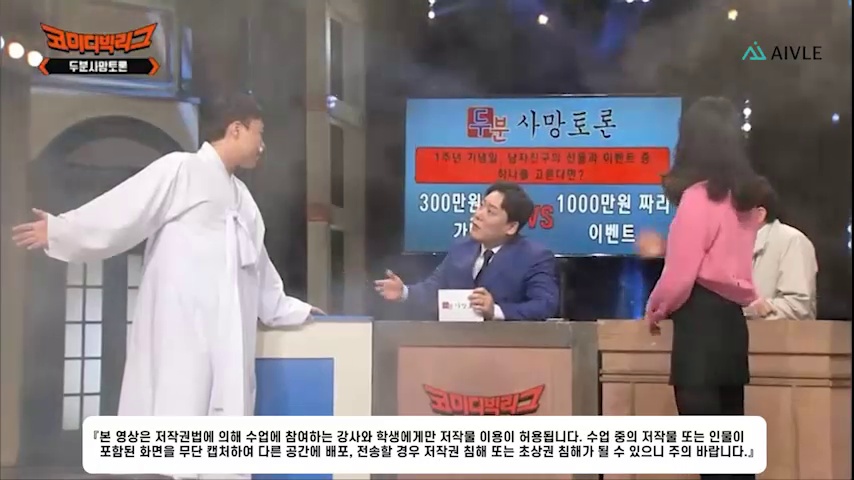 코미디빅리그
두분사망토론
AIVLE
두분 사망토론
1주년 기념일, 남자친구의 선물과 이벤트 중
하나를 고른다면?
300만원
VS
1000만원 짜리
가
이벤트
두분 사망토
코미디빅리그
『본 영상은 저작권법에 의해 수업에 참여하는 강사와 학생에게만 저작물 이용이 허용됩니다. 수업 중의 저작물 또는 인물이
포함된 화면을 무단 캡처하여 다른 공간에 배포, 전송할 경우 저작권 침해 또는 초상권 침해가 될 수 있으니 주의 바랍니다.』